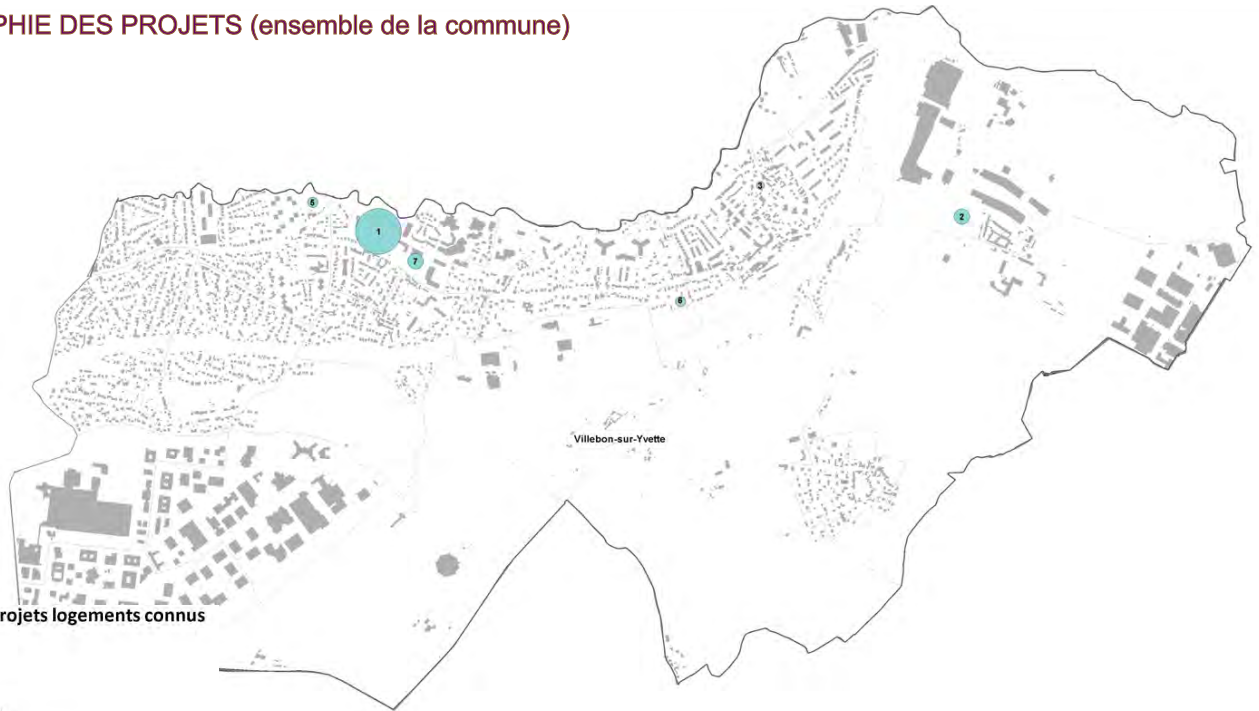 PHIE DES PROJETS (ensemble de la commune)
3
5
1
2
7
6
Villebon-sur-Yvette
rojets logements connus